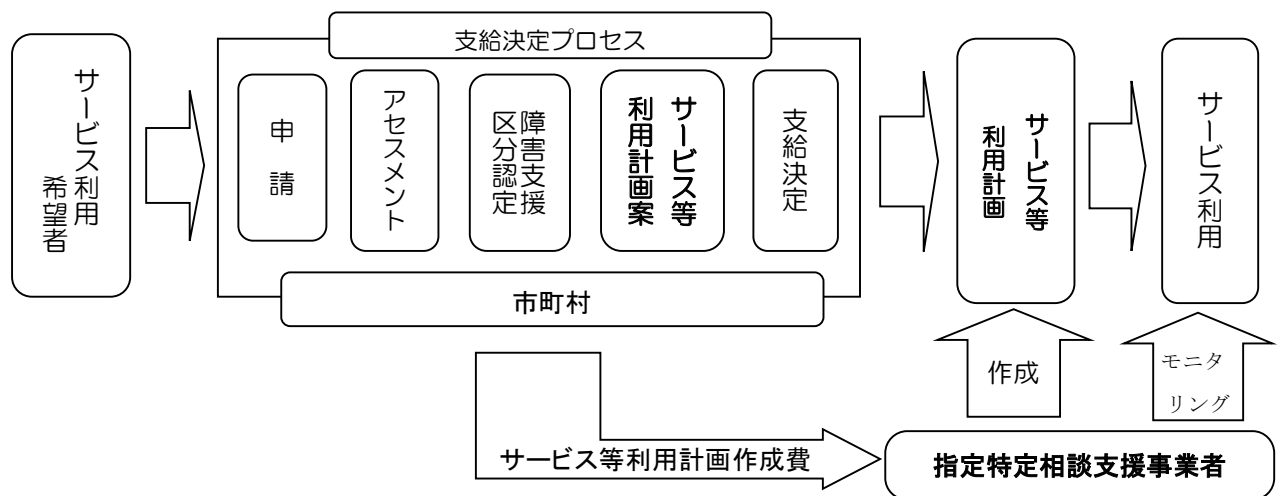 支給決定プロセス
サービス利用
希望者
申請
アセスメント
障害支援
区分認定
サービス等
利用計画案
支給決定
サービス等
利用計画
サービス利用
市町村
作成
モニタ
リング
サービス等利用計画作成費
指定特定相談支援事業者